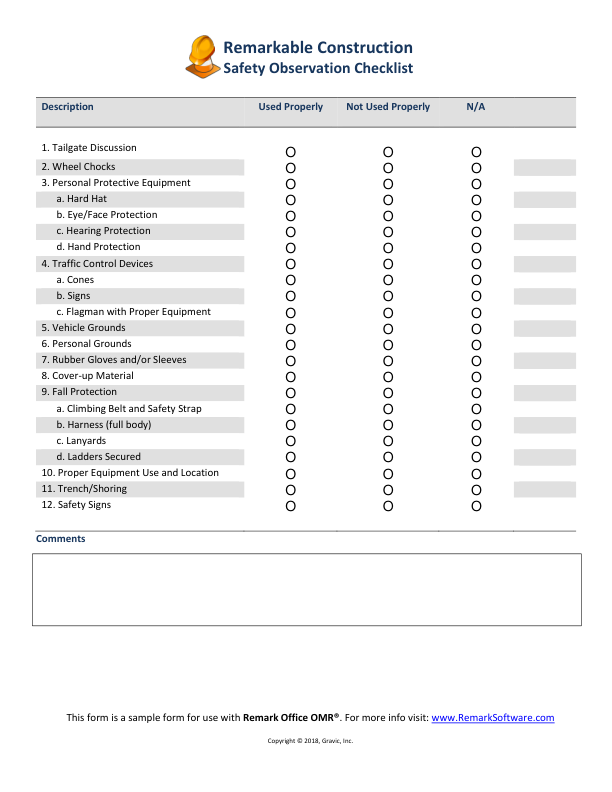 Remarkable Construction
Safety Observation Checklist
Description Used Properly Not Used Properly N/A
1. Tailgate Discussion O O O
2. Wheel Chocks O O O
3. Personal Protective Equipment O O O
a. Hard Hat O O O
b. Eye/Face Protection O O O
c. Hearing Protection O O O
d. Hand Protection O O O
4. Traffic Control Devices O O O
a. Cones O O O
b. Signs O O O
c. Flagman with Proper Equipment O O O
5. Vehicle Grounds O O O
6. Personal Grounds O O O
7. Rubber Gloves and/or Sleeves O O O
8. Cover-up Material O O O
9. Fall Protection O O O
a. Climbing Belt and Safety Strap O O O
b. Harness (full body) O O O
c. Lanyards O O O
d. Ladders Secured O O O
10. Proper Equipment Use and Location O O O
11. Trench/Shoring O O O
12. Safety Signs O O O
Comments
This form is a sample form for use with Remark Office OMR®. For more info visit: www.RemarkSoftware.com
Copyright © 2018, Gravic, Inc.